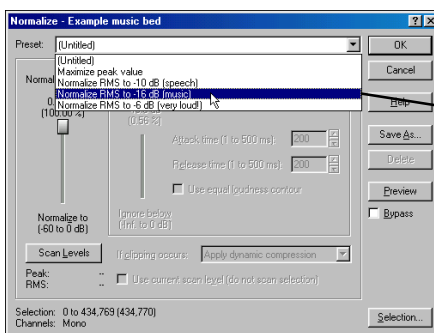 Normalize - Example music bed
Preset: (Untitled)
OK
(Untitled)
Maximize peak value
Normalize RMS to -10 dB (speech)
Normalize RMS to -16 dB (music)
Normalize RMS to -6 dB (very loud!)
Cancel
Help
(100.00 %)
(0.56 %)
Attack time (1 to 500 ms): 200
Save As...
Release time (1 to 500 ms): 200
Delete
Use equal loudness contour
Preview
Bypass
Normalize to
(-60 to 0 dB)
Ignore below
(-Inf. to 0 dB)
Scan Levels
If clipping occurs: Apply dynamic compression
Peak: --
RMS: --
Use current scan level (do not scan selection)
Selection: 0 to 434,769 (434,770)
Channels: Mono
Selection...